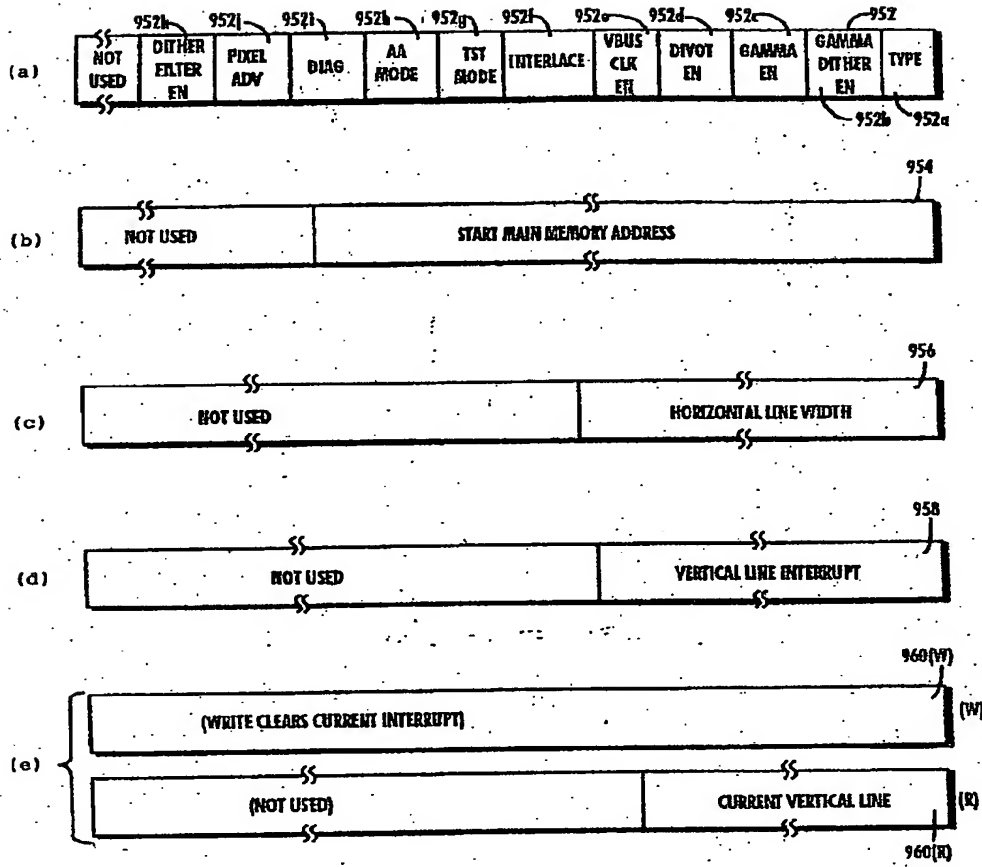 952k 952j 952i 952h 952g 952f 952e 952d 952c 952
(a) NOT USED DITHER FILTER EN PIXEL ADV DIAG AA MODE TST MODE INTERLACE VBUS CLK EN DIVOT EN GAMMA EN GAMMA DITHER EN TYPE
952b 952a
954
(b) NOT USED START MAIN MEMORY ADDRESS
956
(c) NOT USED HORIZONTAL LINE WIDTH
958
(d) NOT USED VERTICAL LINE INTERRUPT
960(W)
(WRITE CLEARS CURRENT INTERRUPT) (W)
(e)
(NOT USED) CURRENT VERTICAL LINE (R)
960(R)